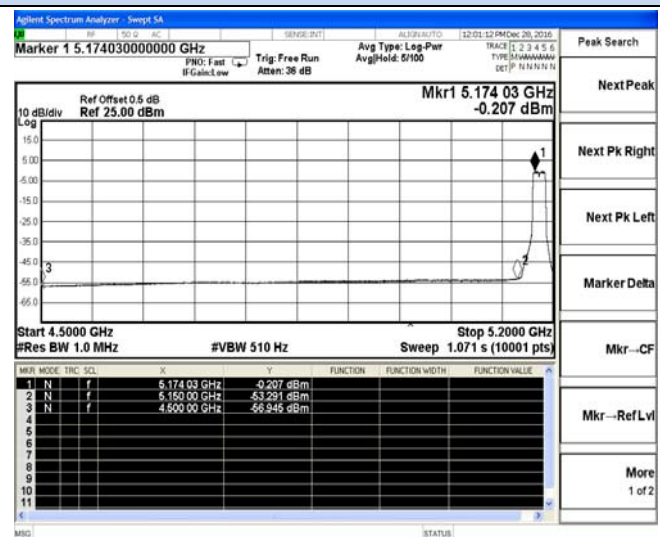 Agilent Spectrum Analyzer - Swept SA
RF 50 Ω AC SENSE:INT ALIGN AUTO 12:01:12 PM Dec 28, 2016
Marker 1 5.174030000000 GHz
PNO: Fast
IFGain:Low
Trig: Free Run
Atten: 36 dB
Avg Type: Log-Pwr
Avg|Hold: 5/100
TRACE 1 2 3 4 5 6
TYPE
DET P N N N N N
Peak Search
Next Peak
Next Pk Right
Next Pk Left
Marker Delta
Mkr→CF
Mkr→Ref Lvl
More
1 of 2
Ref Offset 0.5 dB
10 dB/div Ref 25.00 dBm
Log
Mkr1 5.174 03 GHz
-0.207 dBm
15.0
5.00
-5.00
-15.0
-25.0
-35.0
-45.0
-55.0
-65.0
1
2
3
Start 4.5000 GHz Stop 5.2000 GHz
#Res BW 1.0 MHz #VBW 510 Hz Sweep 1.071 s (10001 pts)
MKR MODE TRC SCL X Y FUNCTION FUNCTION WIDTH FUNCTION VALUE
1 N f 5.174 03 GHz -0.207 dBm
2 N f 5.150 00 GHz -53.291 dBm
3 N f 4.500 00 GHz -56.945 dBm
4
5
6
7
8
9
10
11
MSG STATUS